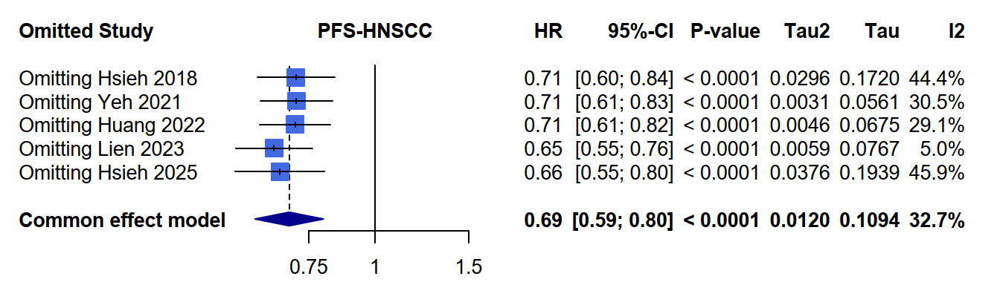 Omitted Study PFS-HNSCC HR 95%-CI P-value Tau2 Tau I2
Omitting Hsieh 2018 0.71 [0.60; 0.84] < 0.0001 0.0296 0.1720 44.4%
Omitting Yeh 2021 0.71 [0.61; 0.83] < 0.0001 0.0031 0.0561 30.5%
Omitting Huang 2022 0.71 [0.61; 0.82] < 0.0001 0.0046 0.0675 29.1%
Omitting Lien 2023 0.65 [0.55; 0.76] < 0.0001 0.0059 0.0767 5.0%
Omitting Hsieh 2025 0.66 [0.55; 0.80] < 0.0001 0.0376 0.1939 45.9%
Common effect model 0.69 [0.59; 0.80] < 0.0001 0.0120 0.1094 32.7%
0.75 1 1.5